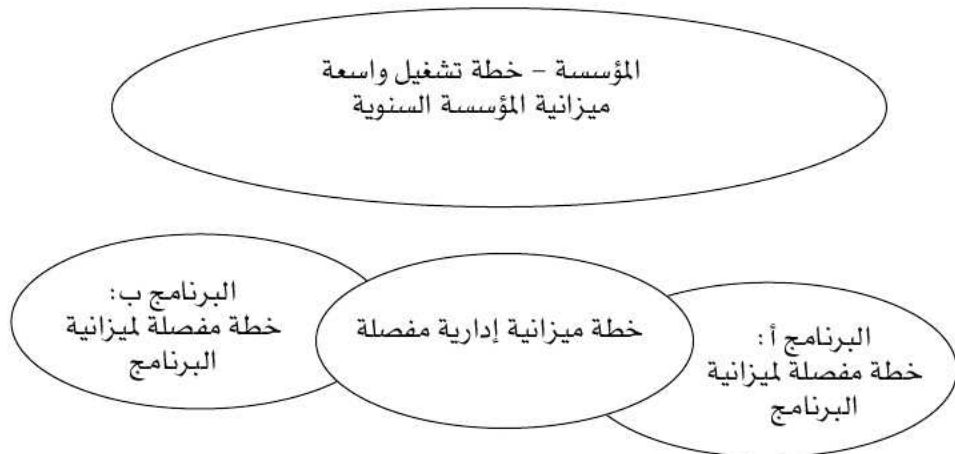 المؤسسة – خطة تشغيل واسعة
ميزانية المؤسسة السنوية
البرنامج أ:
خطة مفصلة لميزانية
البرنامج
خطة ميزانية إدارية مفصلة
البرنامج ب:
خطة مفصلة لميزانية
البرنامج